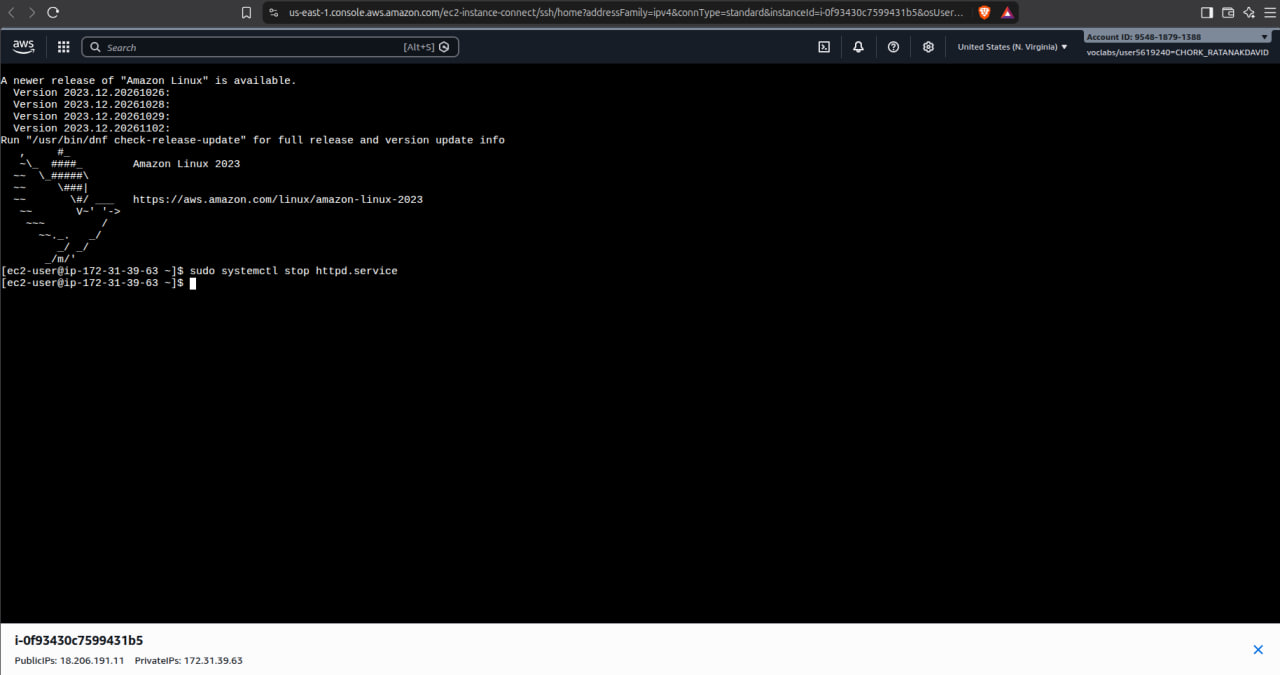 us-east-1.console.aws.amazon.com/ec2-instance-connect/ssh/home?addressFamily=ipv4&connType=standard&instanceId=i-0f93430c7599431b5&osUser...
aws
Search [Alt+S]
United States (N. Virginia)
Account ID: 9548-1879-1388
voclabs/user5619240=CHORK_RATANAKDAVID
A newer release of "Amazon Linux" is available.
  Version 2023.12.20261026:
  Version 2023.12.20261028:
  Version 2023.12.20261029:
  Version 2023.12.20261102:
Run "/usr/bin/dnf check-release-update" for full release and version update info
   ,     #_
   ~\_  ####_        Amazon Linux 2023
  ~~  \_#####\
  ~~     \###|
  ~~       \#/ ___   https://aws.amazon.com/linux/amazon-linux-2023
   ~~       V~' '->
    ~~~         /
      ~~._.   _/
         _/ _/
       _/m/'
[ec2-user@ip-172-31-39-63 ~]$ sudo systemctl stop httpd.service
[ec2-user@ip-172-31-39-63 ~]$
i-0f93430c7599431b5
PublicIPs: 18.206.191.11 PrivateIPs: 172.31.39.63